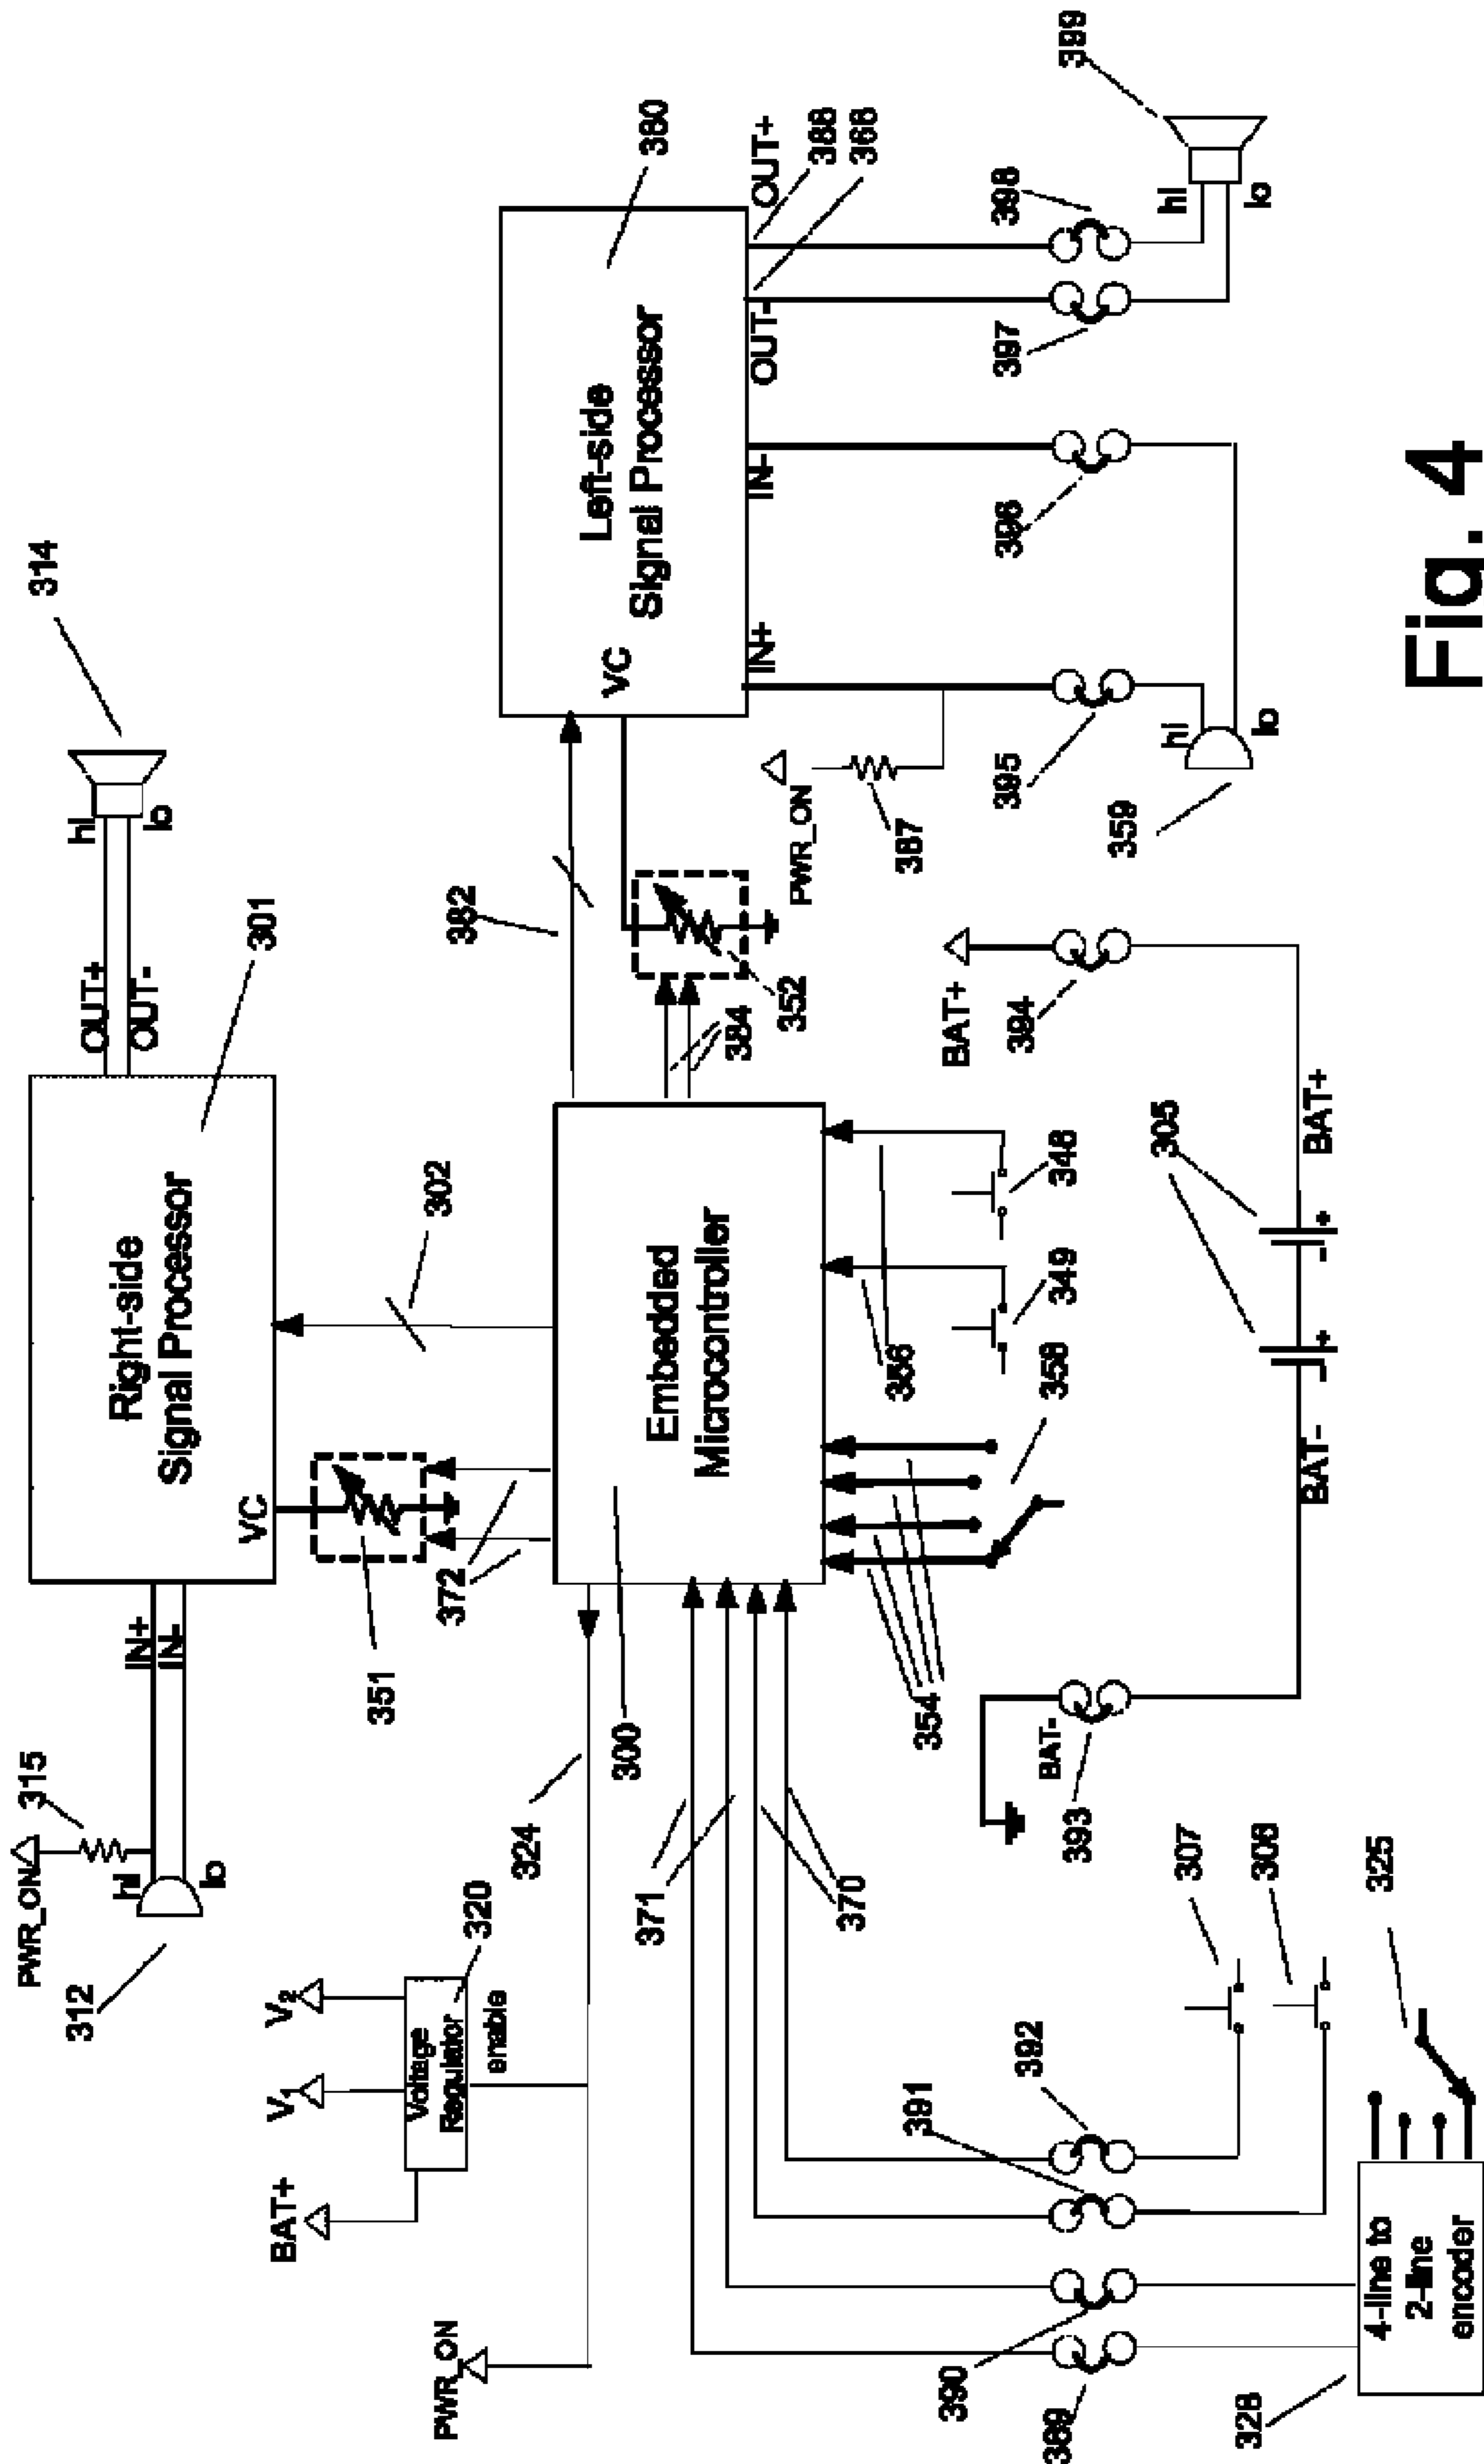 PWR_ON
315
312
hi
lo
IN+
IN-
Right-side
Signal Processor
VC
OUT+
OUT-
301
hi
lo
314
BAT+
V1
V2
Voltage
Regulator
enable
320
PWR_ON
324
351
372
302
300
Embedded
Microcontroller
382
384
352
VC
Left-side
Signal Processor
380
IN+
IN-
OUT-
OUT+
388
PWR_ON
387
371
370
354
358
349
348
389
390
391
392
307
325
328
4-line to
2-line
encoder
BAT-
393
BAT-
305
BAT+
BAT+
394
395
396
397
398
359
hi
lo
hi
lo
399
Fig. 4